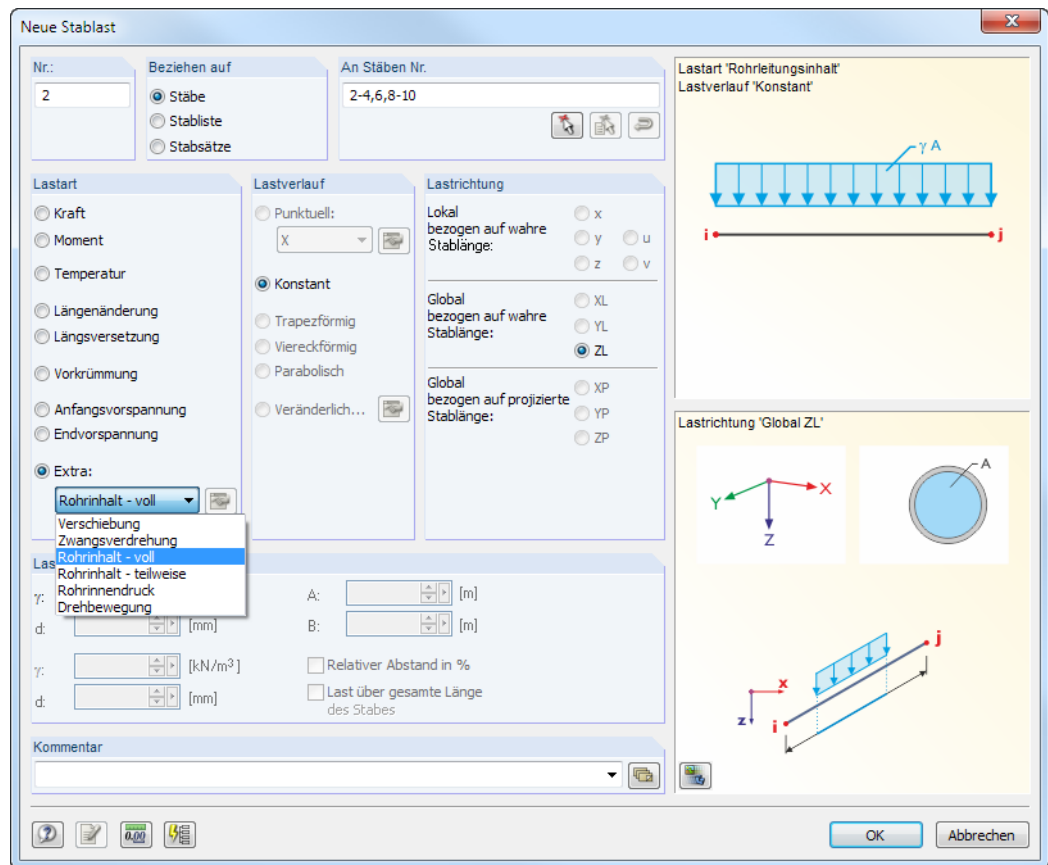 Neue Stablast
Nr.:
2
Beziehen auf
Stäbe
Stabliste
Stabsätze
An Stäben Nr.
2-4,6,8-10
Lastart
Kraft
Moment
Temperatur
Längenänderung
Längsversetzung
Vorkrümmung
Anfangsvorspannung
Endvorspannung
Extra:
Rohrinhalt - voll
Verschiebung
Zwangsverdrehung
Rohrinhalt - voll
Rohrinhalt - teilweise
Rohrinnendruck
Drehbewegung
Lastverlauf
Punktuell:
X
Konstant
Trapezförmig
Viereckförmig
Parabolisch
Veränderlich...
Lastrichtung
Lokal
bezogen auf wahre
Stablänge:
x
y
u
z
v
Global
bezogen auf wahre
Stablänge:
XL
YL
ZL
Global
bezogen auf projizierte
Stablänge:
XP
YP
ZP
γ:
d:
[mm]
γ:
[kN/m³]
d:
[mm]
A:
[m]
B:
[m]
Relativer Abstand in %
Last über gesamte Länge
des Stabes
Kommentar
Lastart 'Rohrleitungsinhalt'
Lastverlauf 'Konstant'
γ A
i
j
Lastrichtung 'Global ZL'
Y
X
Z
A
x
z
i
j
0.00
OK
Abbrechen